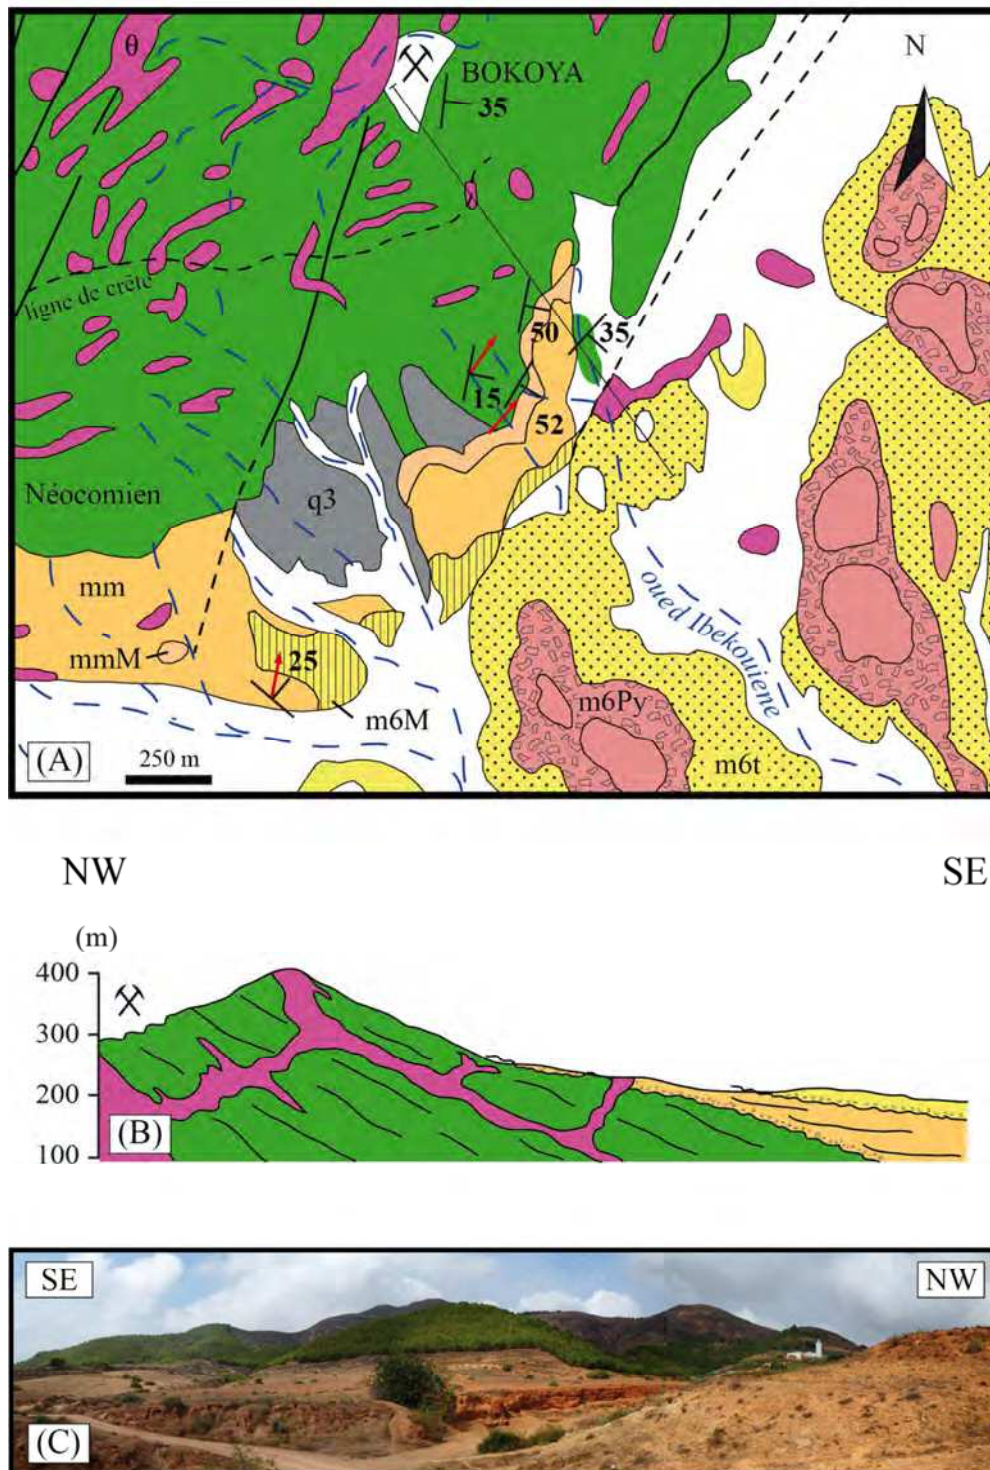 θ
N
BOKOYA
35
ligne de crête
50
35
15
52
Néocomien
q3
mm
mmM
25
m6M
m6Py
m6t
oued Ibekouiene
(A)
250 m
NW
SE
(m)
400
300
200
100
(B)
SE
NW
(C)